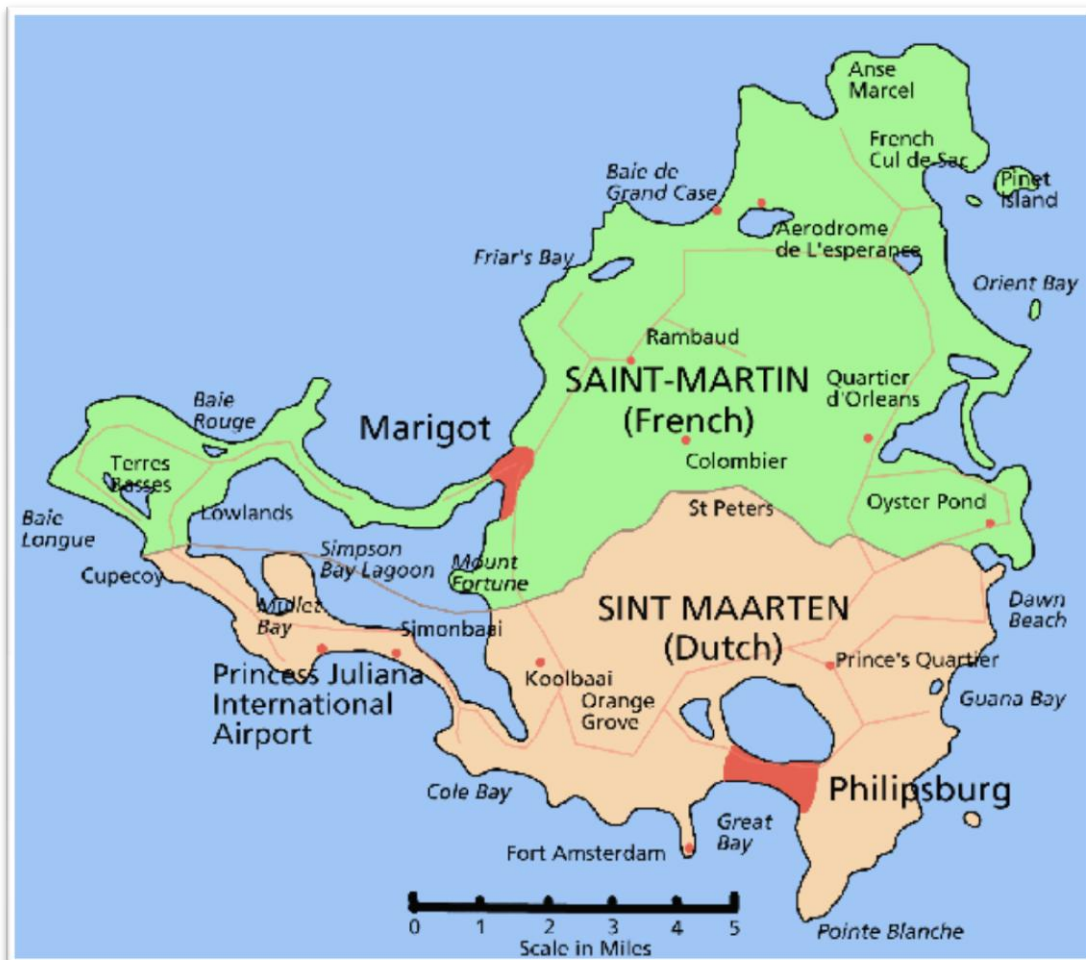 Anse
Marcel
French
Cul de Sac
Pinet
Island
Baie de
Grand Case
Aerodrome
de L'esperance
Friar's Bay
Orient Bay
Rambaud
SAINT-MARTIN
(French)
Quartier
d'Orleans
Baie
Rouge
Marigot
Colombier
Terres
Basses
Lowlands
St Peters
Oyster Pond
Baie
Longue
Cupecoy
Simpson
Bay Lagoon
Mount
Fortune
Mullet
Bay
Simonbaai
SINT MAARTEN
(Dutch)
Dawn
Beach
Princess Juliana
International
Airport
Koolbaai
Orange
Grove
Prince's Quartier
Guana Bay
Cole Bay
Philipsburg
Great
Bay
Fort Amsterdam
0 1 2 3 4 5
Scale in Miles
Pointe Blanche